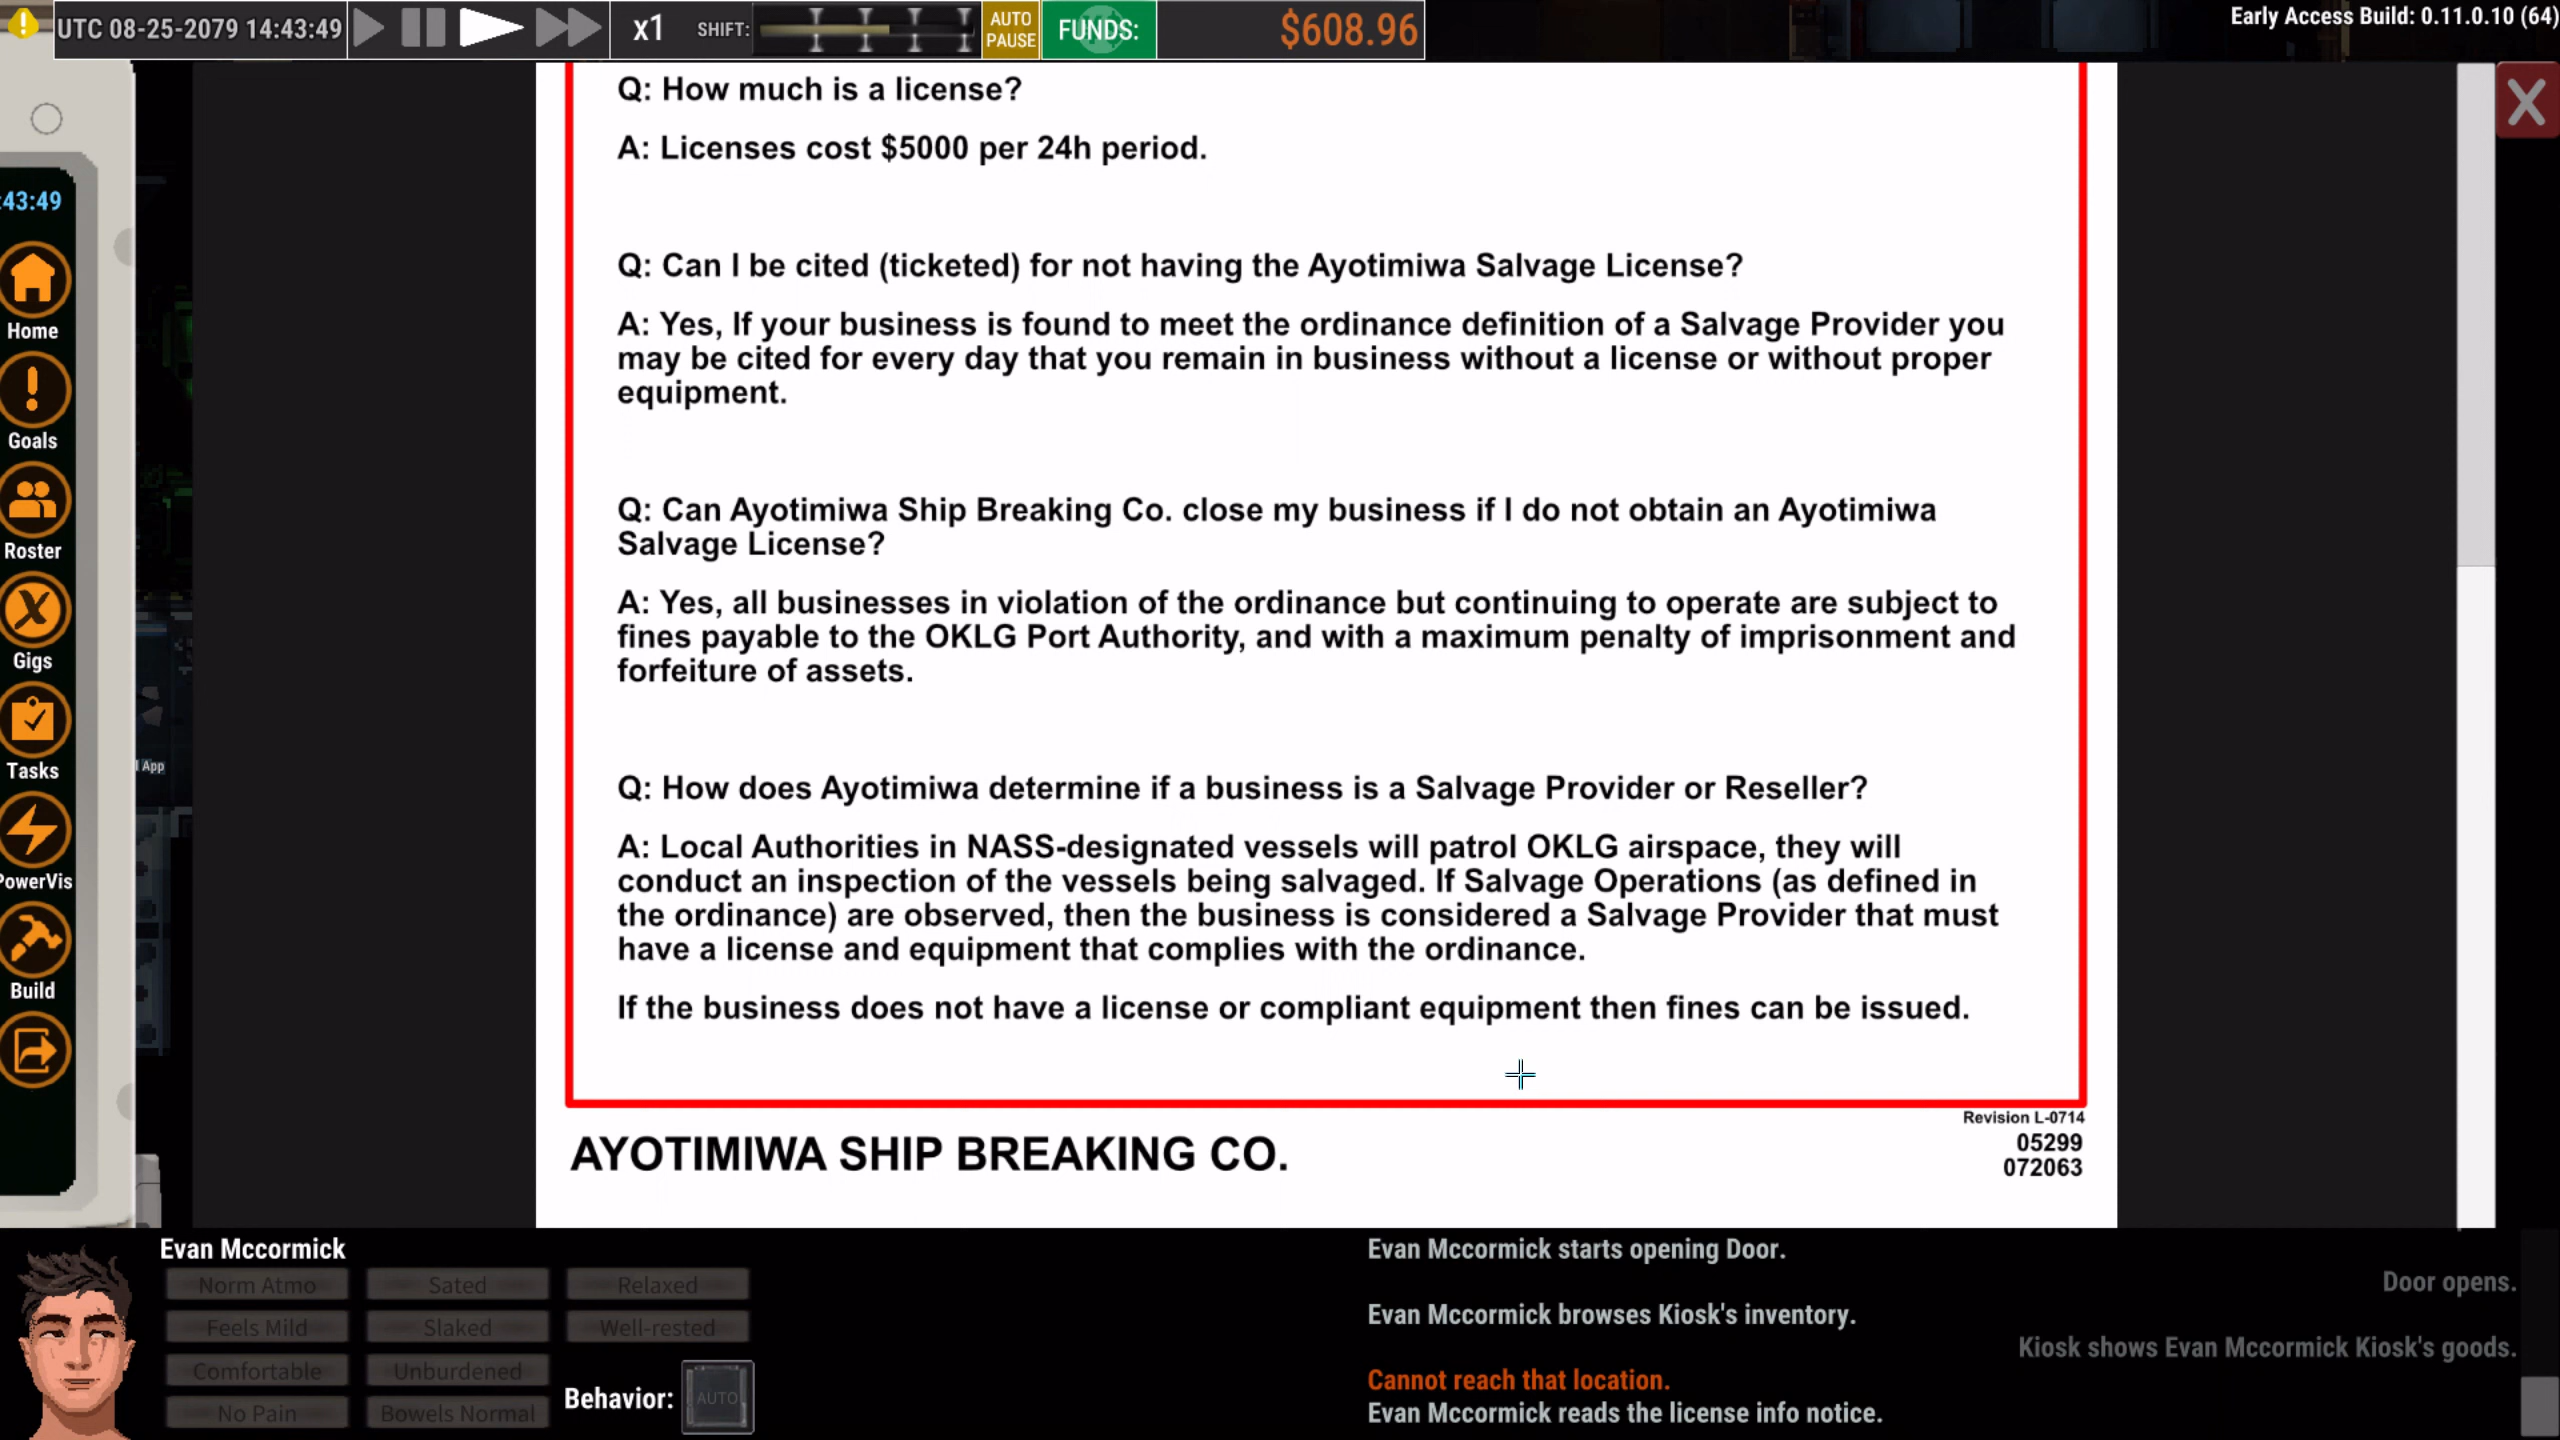 UTC 08-25-2079 14:43:49
x1
SHIFT:
AUTO
PAUSE
FUNDS:
$608.96
Early Access Build: 0.11.0.10 (64)
:43:49
Home
Goals
Roster
Gigs
Tasks
PowerVis
Build
App
Q: How much is a license?
A: Licenses cost $5000 per 24h period.
Q: Can I be cited (ticketed) for not having the Ayotimiwa Salvage License?
A: Yes, If your business is found to meet the ordinance definition of a Salvage Provider you
may be cited for every day that you remain in business without a license or without proper
equipment.
Q: Can Ayotimiwa Ship Breaking Co. close my business if I do not obtain an Ayotimiwa
Salvage License?
A: Yes, all businesses in violation of the ordinance but continuing to operate are subject to
fines payable to the OKLG Port Authority, and with a maximum penalty of imprisonment and
forfeiture of assets.
Q: How does Ayotimiwa determine if a business is a Salvage Provider or Reseller?
A: Local Authorities in NASS-designated vessels will patrol OKLG airspace, they will
conduct an inspection of the vessels being salvaged. If Salvage Operations (as defined in
the ordinance) are observed, then the business is considered a Salvage Provider that must
have a license and equipment that complies with the ordinance.
If the business does not have a license or compliant equipment then fines can be issued.
Revision L-0714
AYOTIMIWA SHIP BREAKING CO.
05299
072063
Evan Mccormick
Norm Atmo
Sated
Relaxed
Feels Mild
Slaked
Well-rested
Comfortable
Unburdened
No Pain
Bowels Normal
Behavior:
AUTO
Evan Mccormick starts opening Door.
Door opens.
Evan Mccormick browses Kiosk's inventory.
Kiosk shows Evan Mccormick Kiosk's goods.
Cannot reach that location.
Evan Mccormick reads the license info notice.